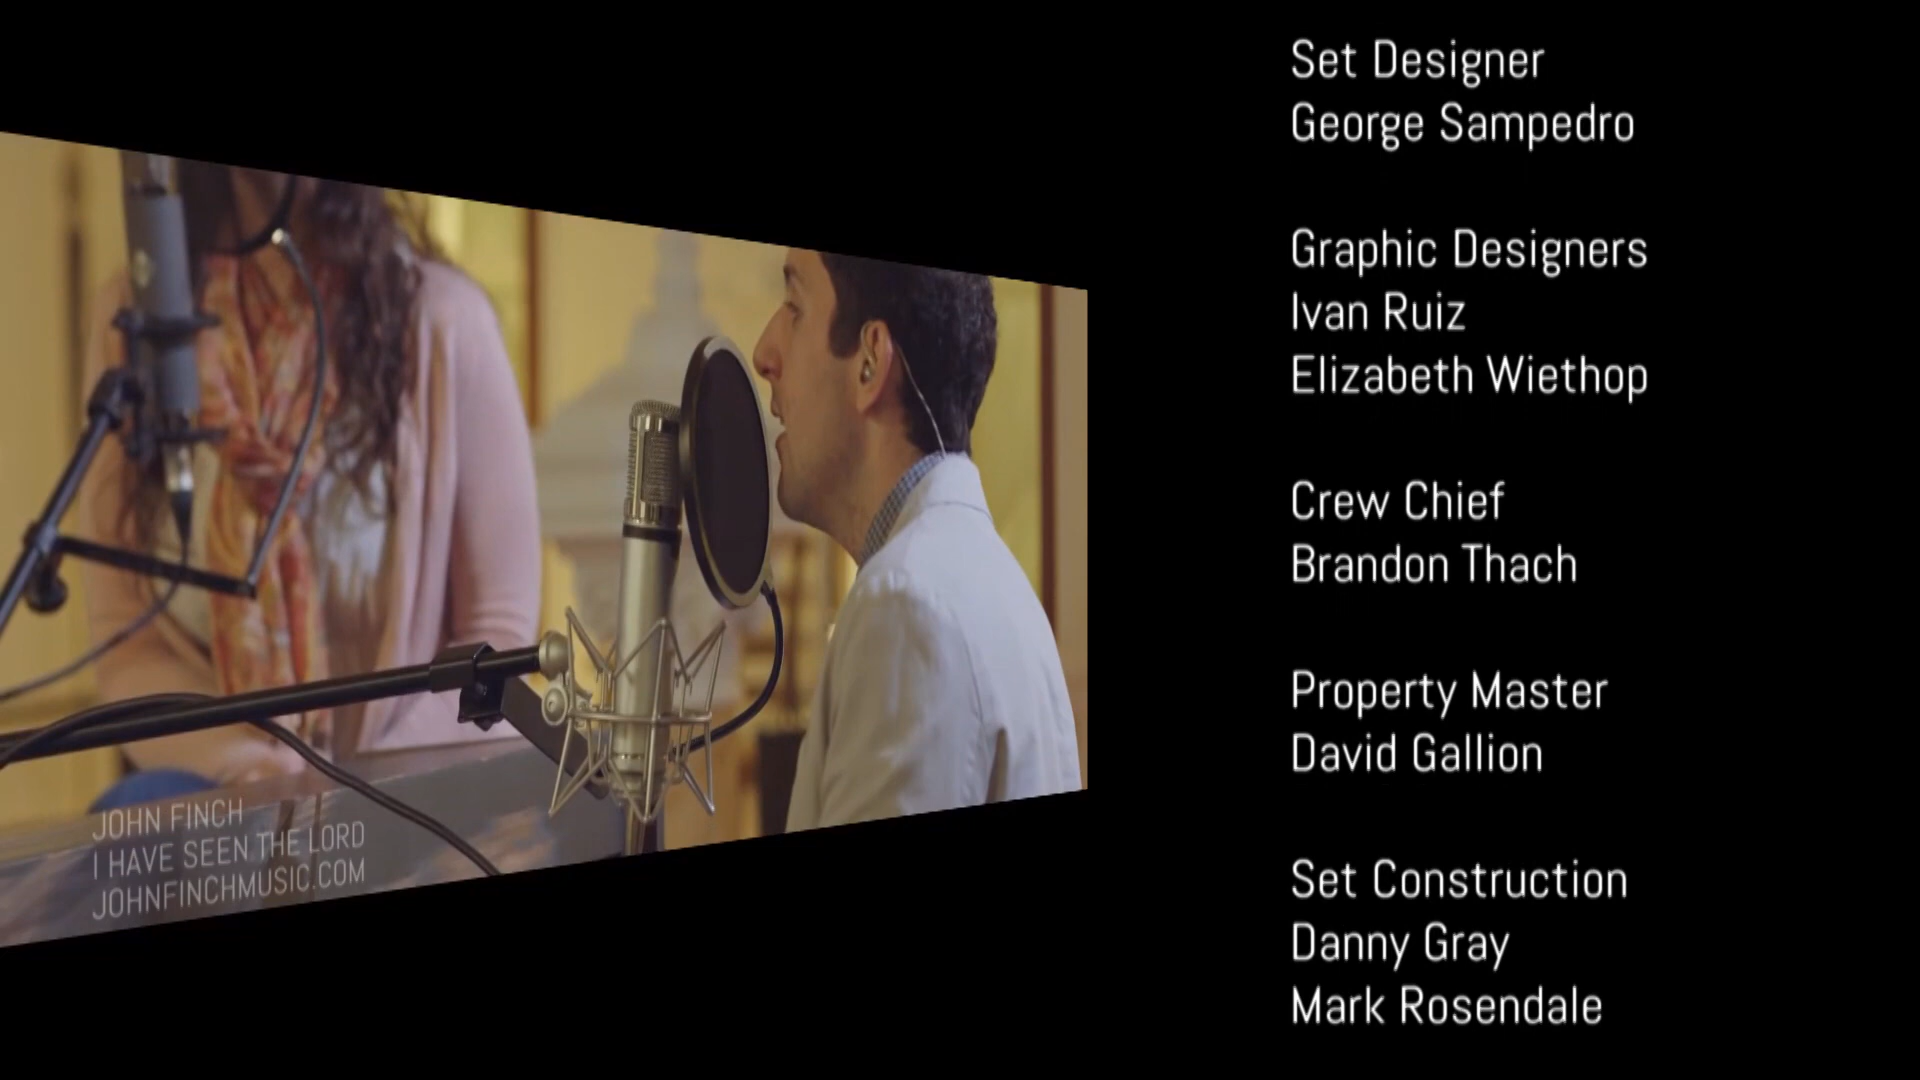 Set Designer
George Sampedro
Graphic Designers
Ivan Ruiz
Elizabeth Wiethop
Crew Chief
Brandon Thach
Property Master
David Gallion
Set Construction
Danny Gray
Mark Rosendale
JOHN FINCH
I HAVE SEEN THE LORD
JOHNFINCHMUSIC.COM